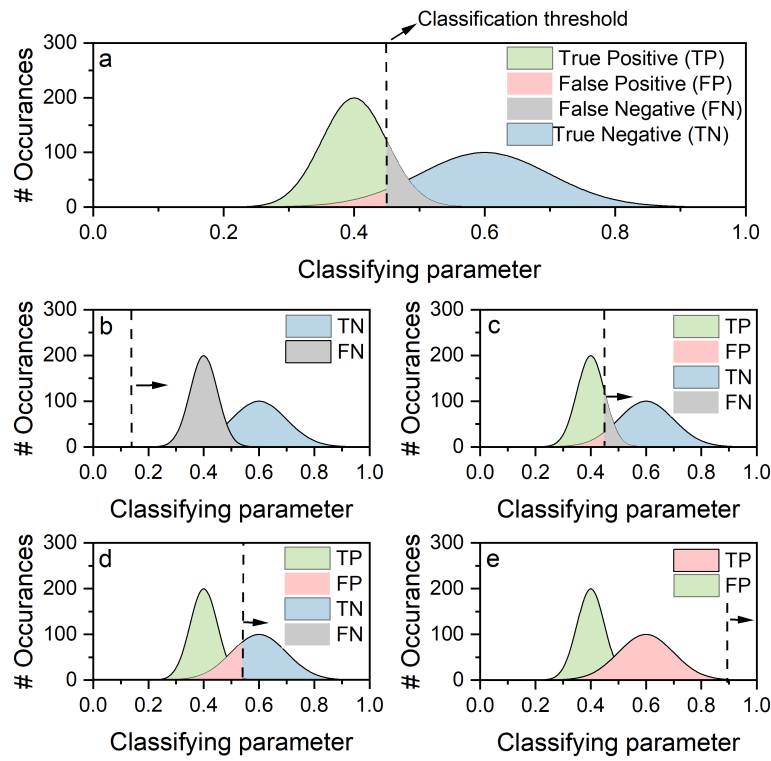 Classification threshold
a
300
200
100
0
# Occurances
True Positive (TP)
False Positive (FP)
False Negative (FN)
True Negative (TN)
0.0 0.2 0.4 0.6 0.8 1.0
Classifying parameter
b
300
200
100
0
# Occurances
TN
FN
0.0 0.2 0.4 0.6 0.8 1.0
Classifying parameter
c
300
200
100
0
# Occurances
TP
FP
TN
FN
0.0 0.2 0.4 0.6 0.8 1.0
Classifying parameter
d
300
200
100
0
# Occurances
TP
FP
TN
FN
0.0 0.2 0.4 0.6 0.8 1.0
Classifying parameter
e
300
200
100
0
# Occurances
TP
FP
0.0 0.2 0.4 0.6 0.8 1.0
Classifying parameter